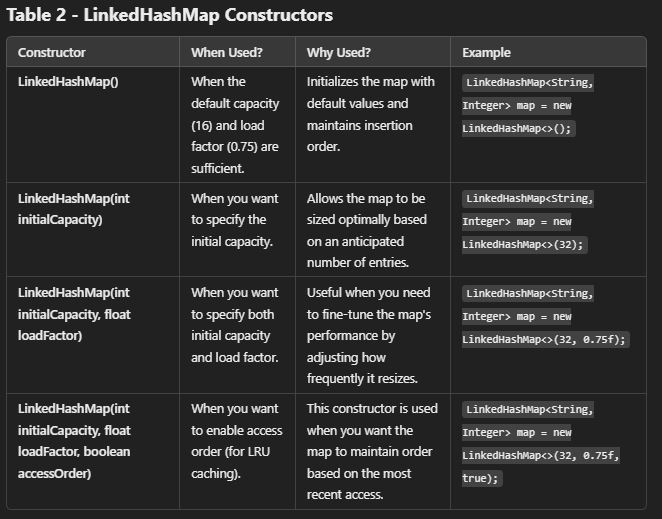 Table 2 - LinkedHashMap Constructors
Constructor When Used? Why Used? Example
LinkedHashMap()
When the
default capacity
(16) and load
factor (0.75) are
sufficient.
Initializes the map with
default values and
maintains insertion
order.
LinkedHashMap<String,
Integer> map = new
LinkedHashMap<>();
LinkedHashMap(int
initialCapacity)
When you want
to specify the
initial capacity.
Allows the map to be
sized optimally based
on an anticipated
number of entries.
LinkedHashMap<String,
Integer> map = new
LinkedHashMap<>(32);
LinkedHashMap(int
initialCapacity, float
loadFactor)
When you want
to specify both
initial capacity
and load factor.
Useful when you need
to fine-tune the map's
performance by
adjusting how
frequently it resizes.
LinkedHashMap<String,
Integer> map = new
LinkedHashMap<>(32, 0.75f);
LinkedHashMap(int
initialCapacity, float
loadFactor, boolean
accessOrder)
When you want
to enable access
order (for LRU
caching).
This constructor is used
when you want the
map to maintain order
based on the most
recent access.
LinkedHashMap<String,
Integer> map = new
LinkedHashMap<>(32, 0.75f,
true);